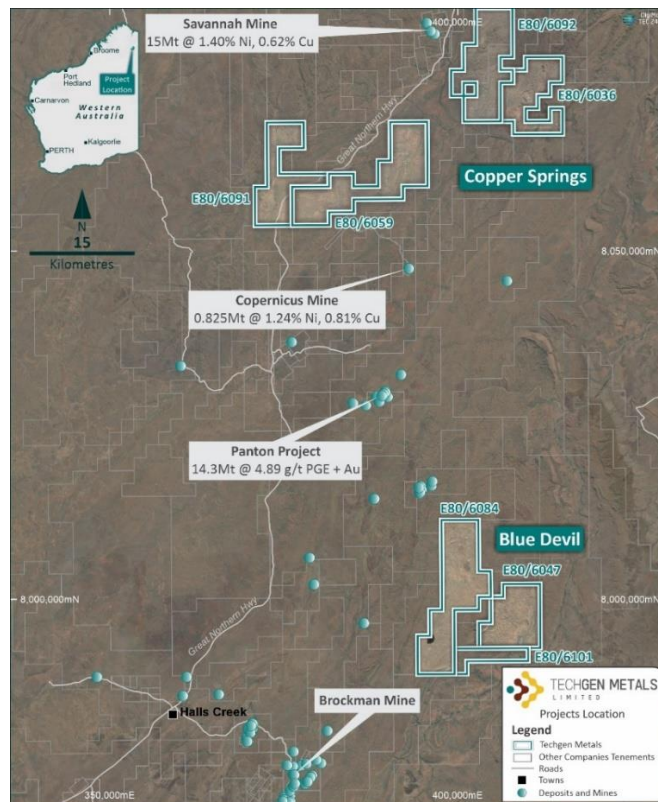 Savannah Mine
15Mt @ 1.40% Ni, 0.62% Cu
400,000mE
E80/6092
Broome
Port
Hedland
Project
Location
Carnarvon
Western
Australia
Kalgoorlie
PERTH
E80/6036
Great Northern Hwy
Copper Springs
E80/6091
E80/6059
N
15
Kilometres
8,050,000mN
Copernicus Mine
0.825Mt @ 1.24% Ni, 0.81% Cu
Panton Project
14.3Mt @ 4.89 g/t PGE + Au
E80/6084
Blue Devil
E80/6047
8,000,000mN
8,000,000mN
Great Northern Hwy
E80/6101
Halls Creek
Brockman Mine
TECHGEN METALS
LIMITED
Projects Location
Legend
Techgen Metals
Other Companies Tenements
Roads
Towns
Deposits and Mines
350,000mE
400,000mE